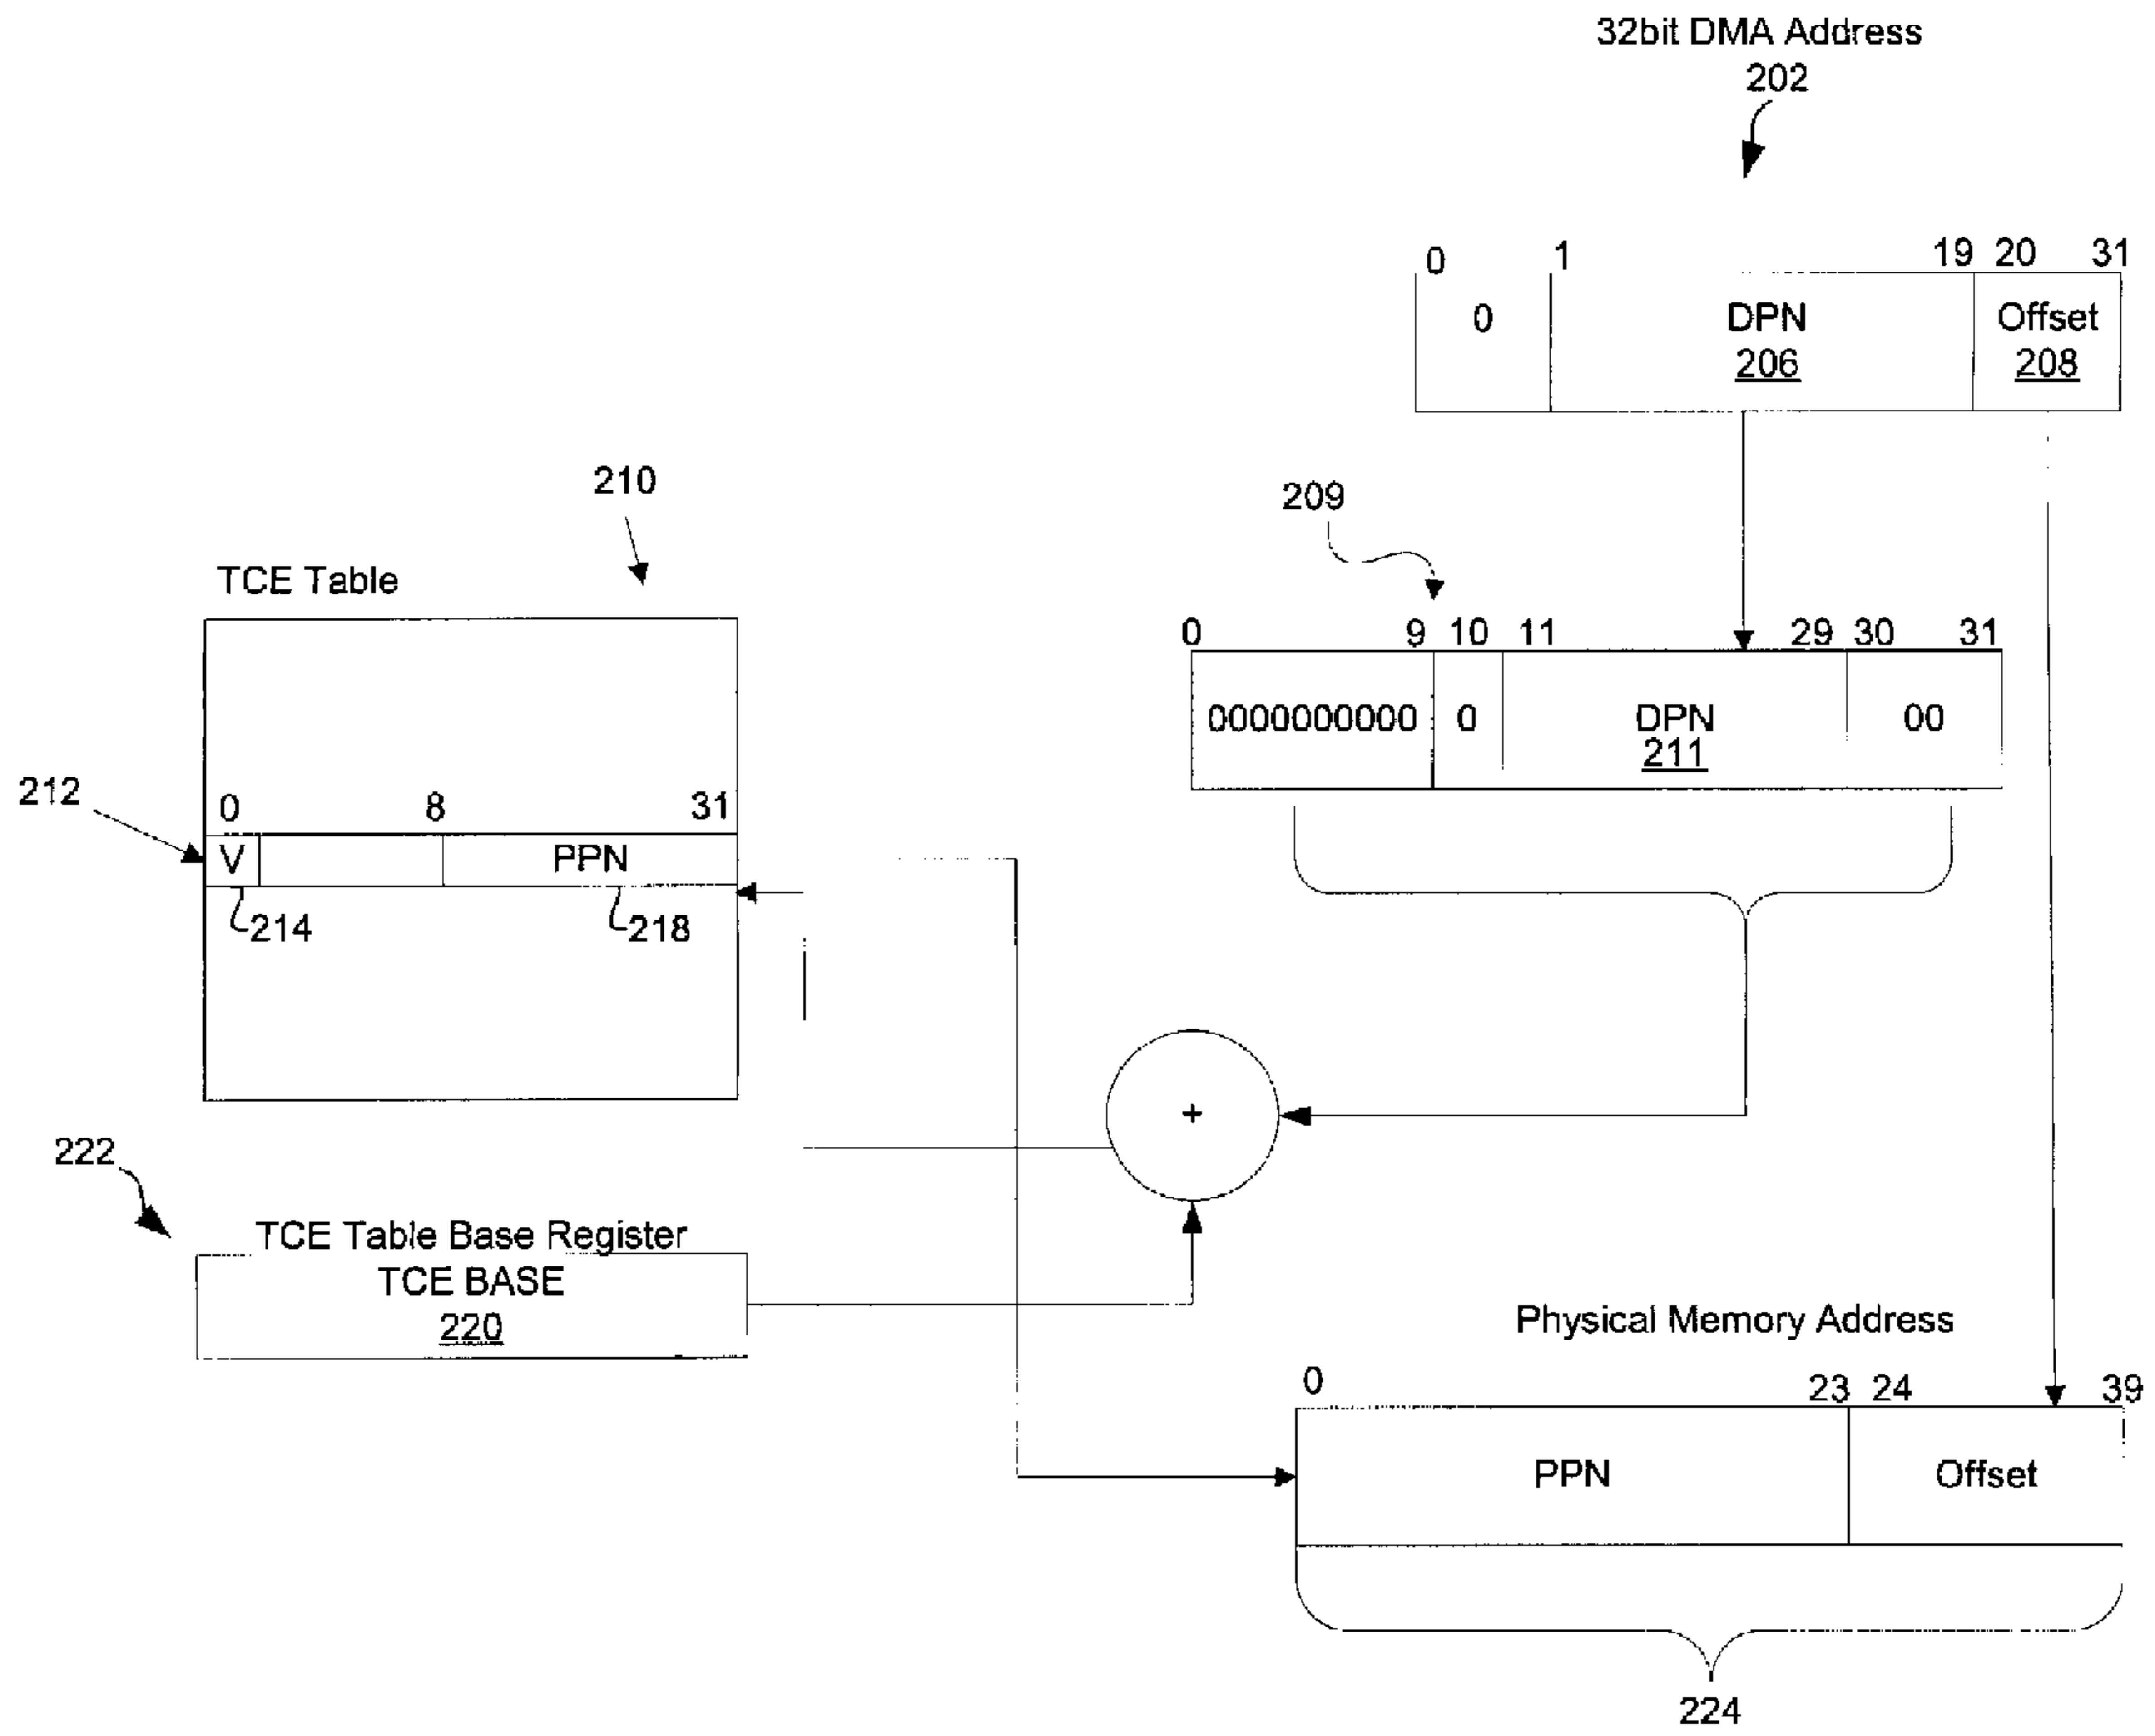 32bit DMA Address
202
0 1 19 20 31
0 DPN Offset
206 208
210
209
TCE Table
0 9 10 11 29 30 31
0000000000 0 DPN 00
211
212
0 8 31
V PPN
214 218
+
222
TCE Table Base Register
TCE BASE
220
Physical Memory Address
0 23 24 39
PPN Offset
224